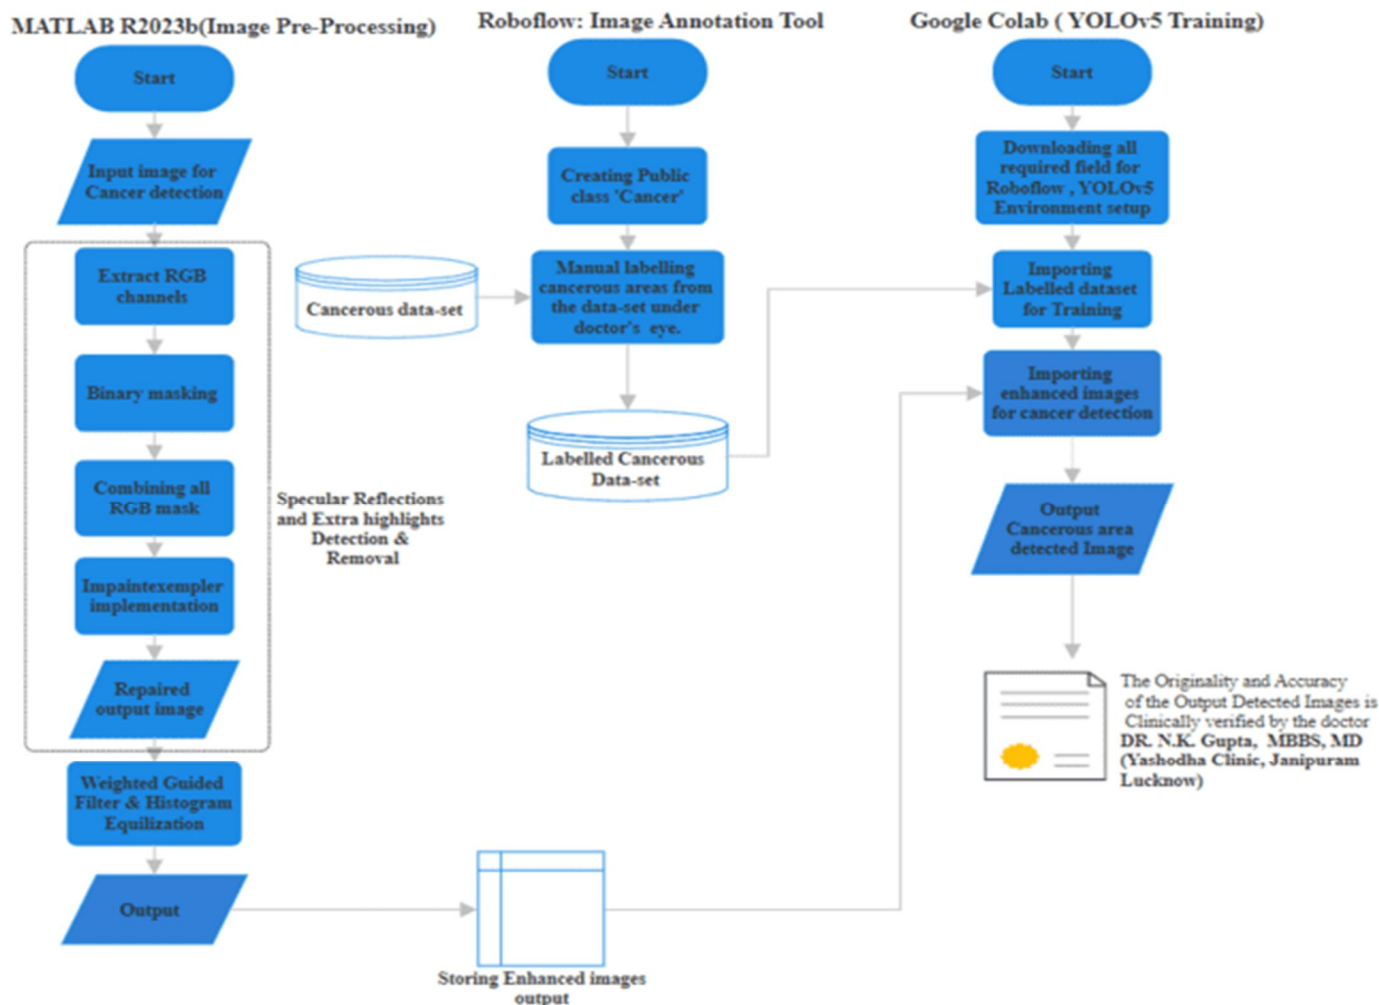 MATLAB R2023b(Image Pre-Processing)
Start
Input image for
Cancer detection
Extract RGB
channels
Binary masking
Combining all
RGB mask
Impaintexempler
implementation
Repaired
output image
Specular Reflections
and Extra highlights
Detection &
Removal
Weighted Guided
Filter & Histogram
Equilization
Output
Storing Enhanced images
output
Roboflow: Image Annotation Tool
Start
Creating Public
class 'Cancer'
Cancerous data-set
Manual labelling
cancerous areas from
the data-set under
doctor's eye.
Labelled Cancerous
Data-set
Google Colab ( YOLOv5 Training)
Start
Downloading all
required field for
Roboflow , YOLOv5
Environment setup
Importing
Labelled dataset
for Training
Importing
enhanced images
for cancer detection
Output
Cancerous area
detected Image
The Originality and Accuracy
of the Output Detected Images is
Clinically verified by the doctor
DR. N.K. Gupta, MBBS, MD
(Yashodha Clinic, Janipuram
Lucknow)